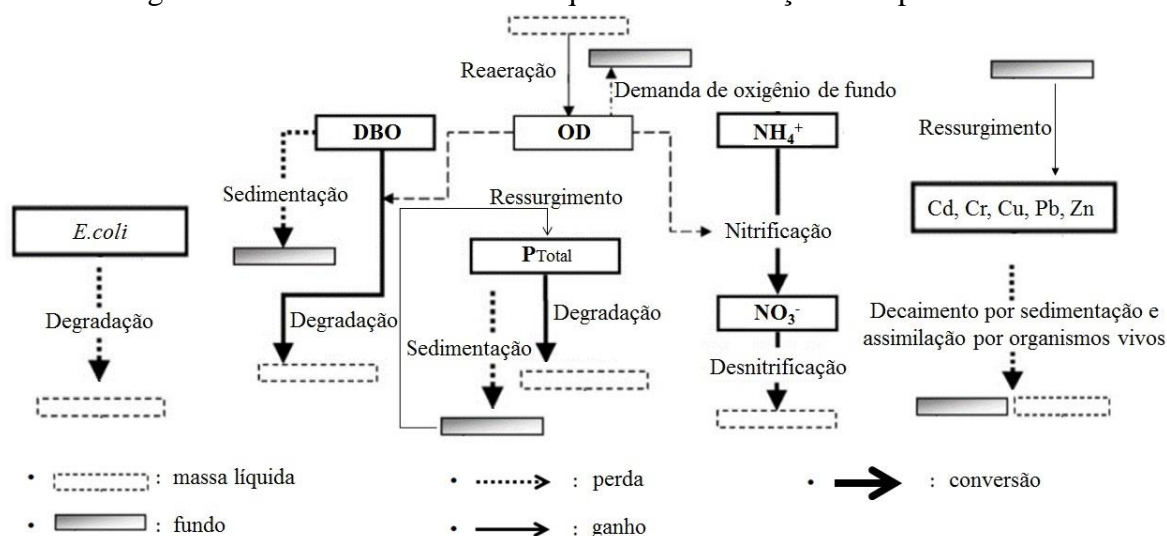 Reaeração
Demanda de oxigênio de fundo
DBO
OD
NH₄⁺
Ressurgimento
Sedimentação
Ressurgimento
Cd, Cr, Cu, Pb, Zn
E.coli
Nitrificação
PTotal
Degradação
Degradação
Degradação
NO₃⁻
Decaimento por sedimentação e
assimilação por organismos vivos
Sedimentação
Desnitrificação
• : massa líquida
• : perda
• : conversão
• : fundo
• : ganho